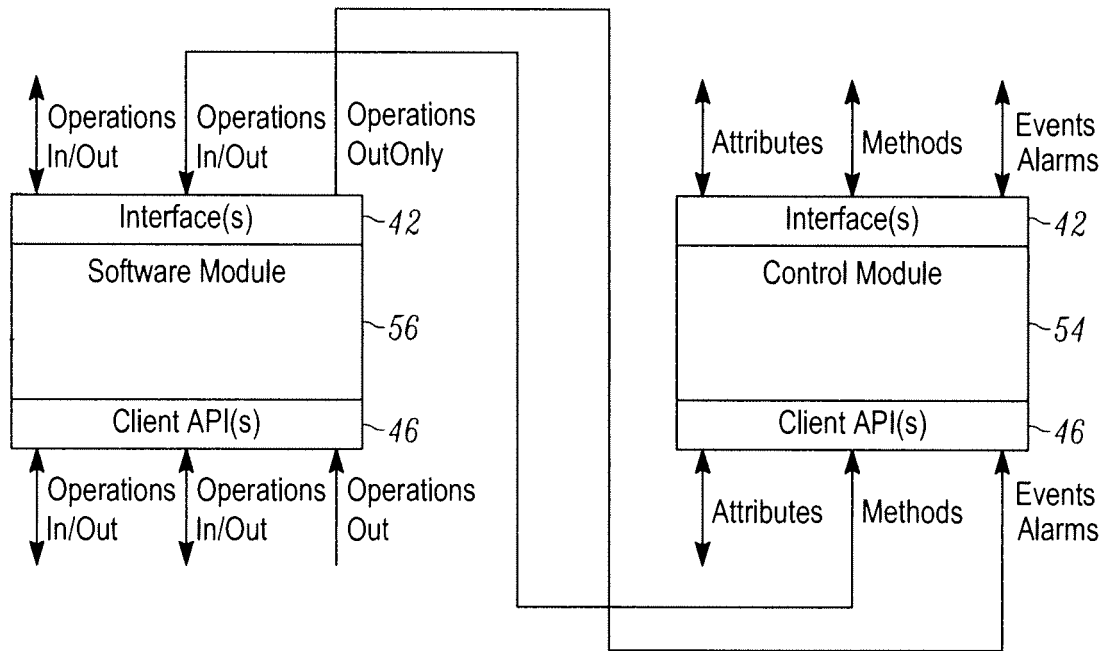 Operations
In/Out
Operations
In/Out
Operations
OutOnly
Interface(s)
42
Software Module
56
Client API(s)
46
Operations
In/Out
Operations
In/Out
Operations
Out
Attributes
Methods
Events
Alarms
Interface(s)
42
Control Module
54
Client API(s)
46
Attributes
Methods
Events
Alarms